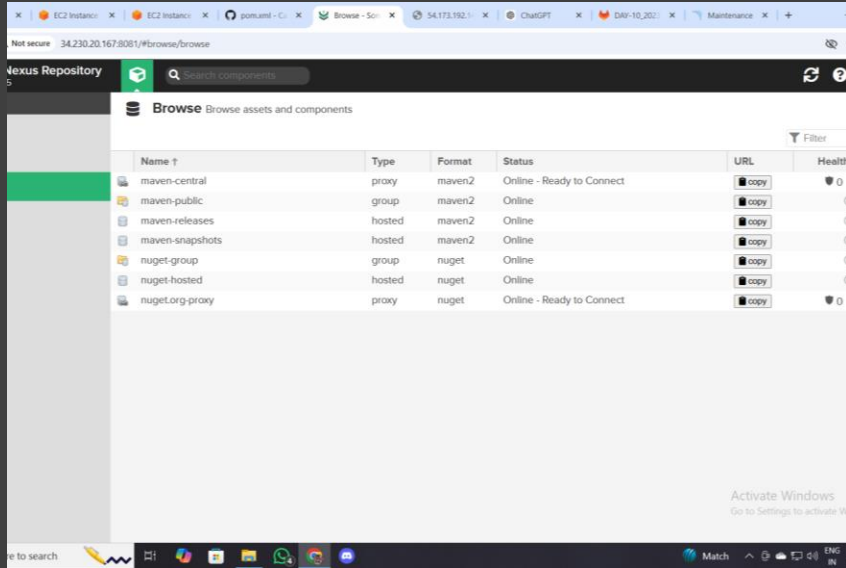 EC2 Instance EC2 Instance pom.xml - C Browse - Son 54.173.192. ChatGPT DAY-10_202 Maintenance
Not secure 34.230.20.167:8081/#browse/browse
Nexus Repository
5
Search components
Browse Browse assets and components
Filter
Name ↑ Type Format Status URL Health
maven-central proxy maven2 Online - Ready to Connect copy 0
maven-public group maven2 Online copy
maven-releases hosted maven2 Online copy
maven-snapshots hosted maven2 Online copy
nuget-group group nuget Online copy
nuget-hosted hosted nuget Online copy
nuget.org-proxy proxy nuget Online - Ready to Connect copy 0
Activate Windows
Go to Settings to activate W
re to search Match ENG
IN